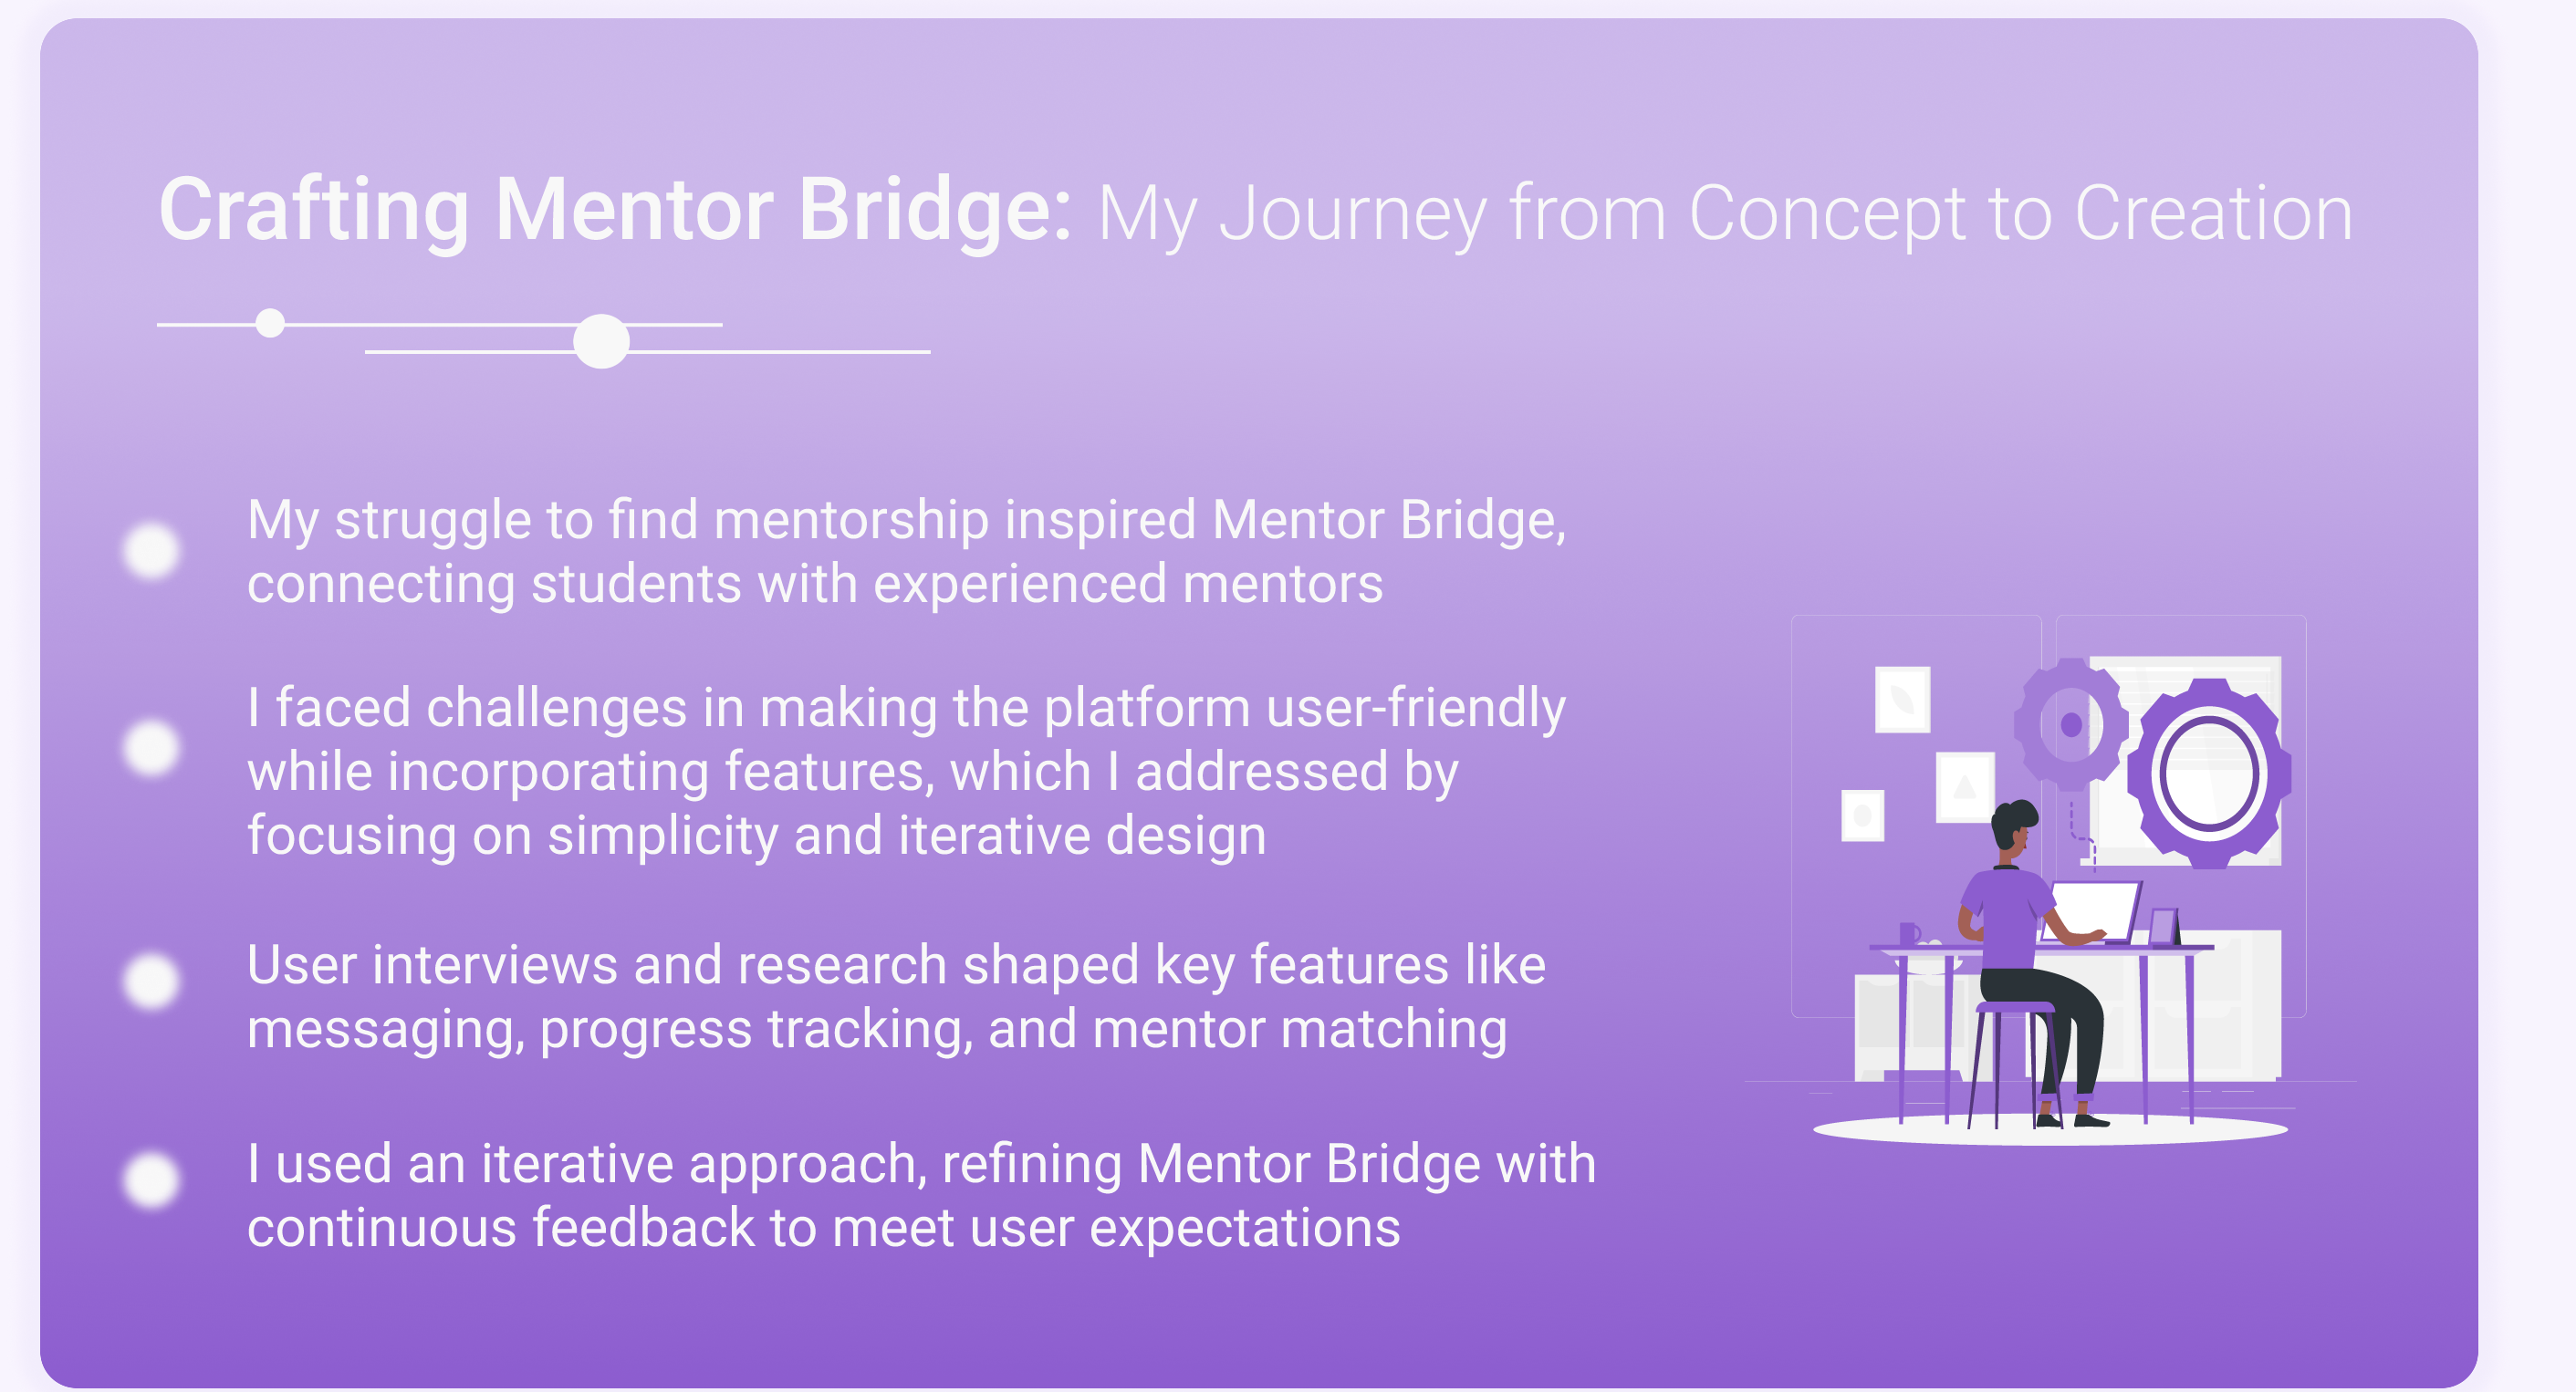 Crafting Mentor Bridge: My Journey from Concept to Creation
My struggle to find mentorship inspired Mentor Bridge,
connecting students with experienced mentors
I faced challenges in making the platform user-friendly
while incorporating features, which I addressed by
focusing on simplicity and iterative design
User interviews and research shaped key features like
messaging, progress tracking, and mentor matching
I used an iterative approach, refining Mentor Bridge with
continuous feedback to meet user expectations